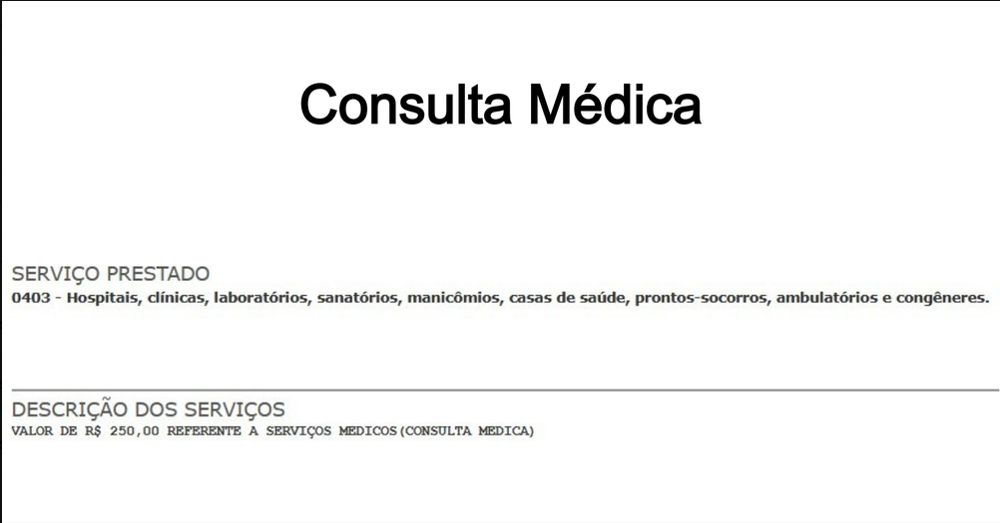 Consulta Médica
SERVIÇO PRESTADO
0403 - Hospitais, clínicas, laboratórios, sanatórios, manicômios, casas de saúde, prontos-socorros, ambulatórios e congêneres.
DESCRIÇÃO DOS SERVIÇOS
VALOR DE R$ 250,00 REFERENTE A SERVIÇOS MEDICOS(CONSULTA MEDICA)